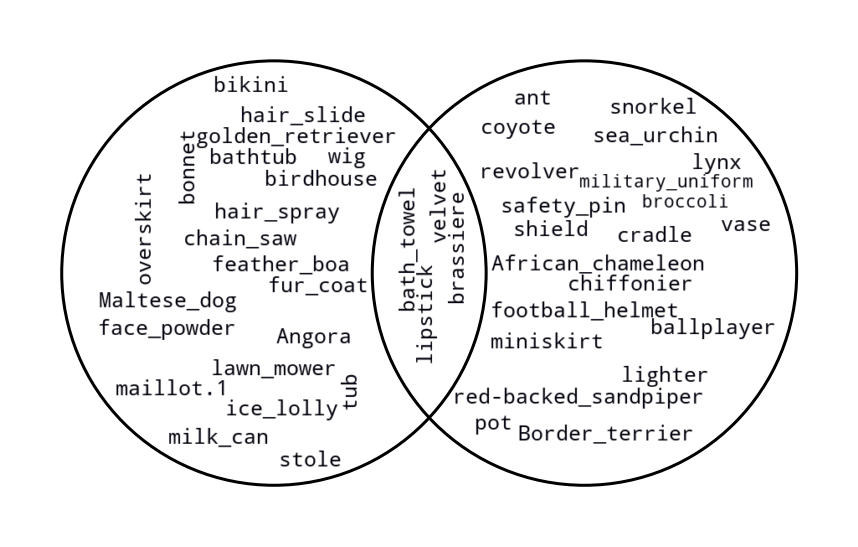 bikini
hair_slide
golden_retriever
bonnet
bathtub
wig
birdhouse
overskirt
hair_spray
chain_saw
feather_boa
fur_coat
Maltese_dog
face_powder
Angora
lawn_mower
maillot.1
tub
ice_lolly
milk_can
stole
bath_towel
velvet
brassiere
lipstick
ant
snorkel
coyote
sea_urchin
lynx
revolver
military_uniform
safety_pin
broccoli
shield
cradle
vase
African_chameleon
chiffonier
football_helmet
ballplayer
miniskirt
lighter
red-backed_sandpiper
pot
Border_terrier